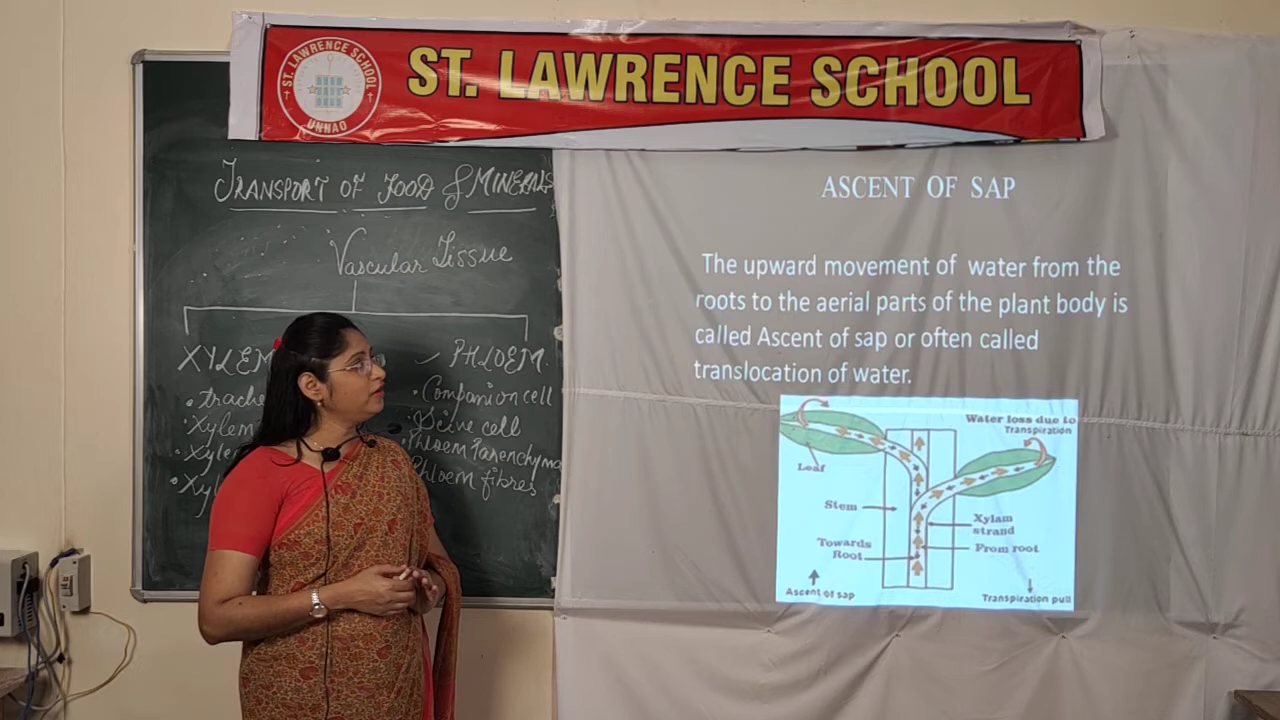 ST. LAWRENCE SCHOOL
UNNAO
ST. LAWRENCE SCHOOL
TRANSPORT OF FOOD & MINERALS
Vascular Tissue
XYLEM
PHLOEM
• Companion cell
• Xylem
• Seive cell
• Phloem Parenchyma
Phloem fibres
ASCENT OF SAP
The upward movement of water from the
roots to the aerial parts of the plant body is
called Ascent of sap or often called
translocation of water.
Water loss due to
Transpiration
Leaf
Stem
Xylam
strand
Towards
Root
From root
Ascent of sap
Transpiration pull